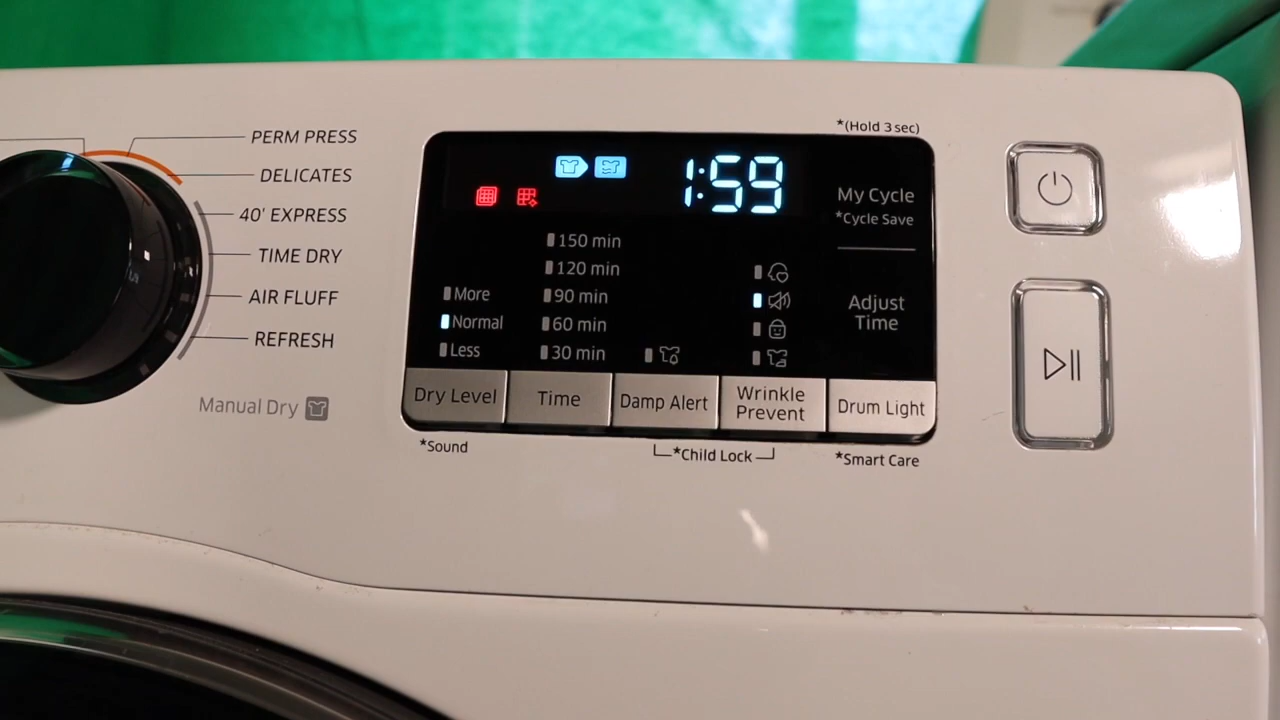 PERM PRESS
DELICATES
40' EXPRESS
TIME DRY
AIR FLUFF
REFRESH
Manual Dry
*(Hold 3 sec)
1:59
My Cycle
*Cycle Save
150 min
120 min
More
90 min
Adjust
Time
Normal
60 min
Less
30 min
Dry Level
Time
Damp Alert
Wrinkle
Prevent
Drum Light
*Sound
*Child Lock
*Smart Care